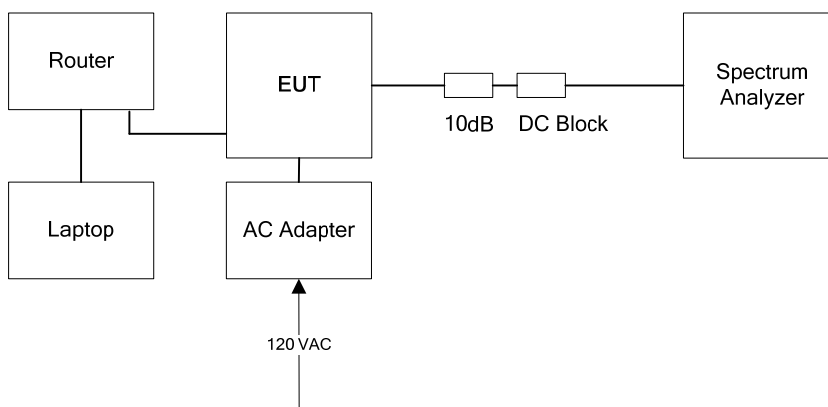 Router
EUT
Spectrum
Analyzer
10dB
DC Block
Laptop
AC Adapter
120 VAC